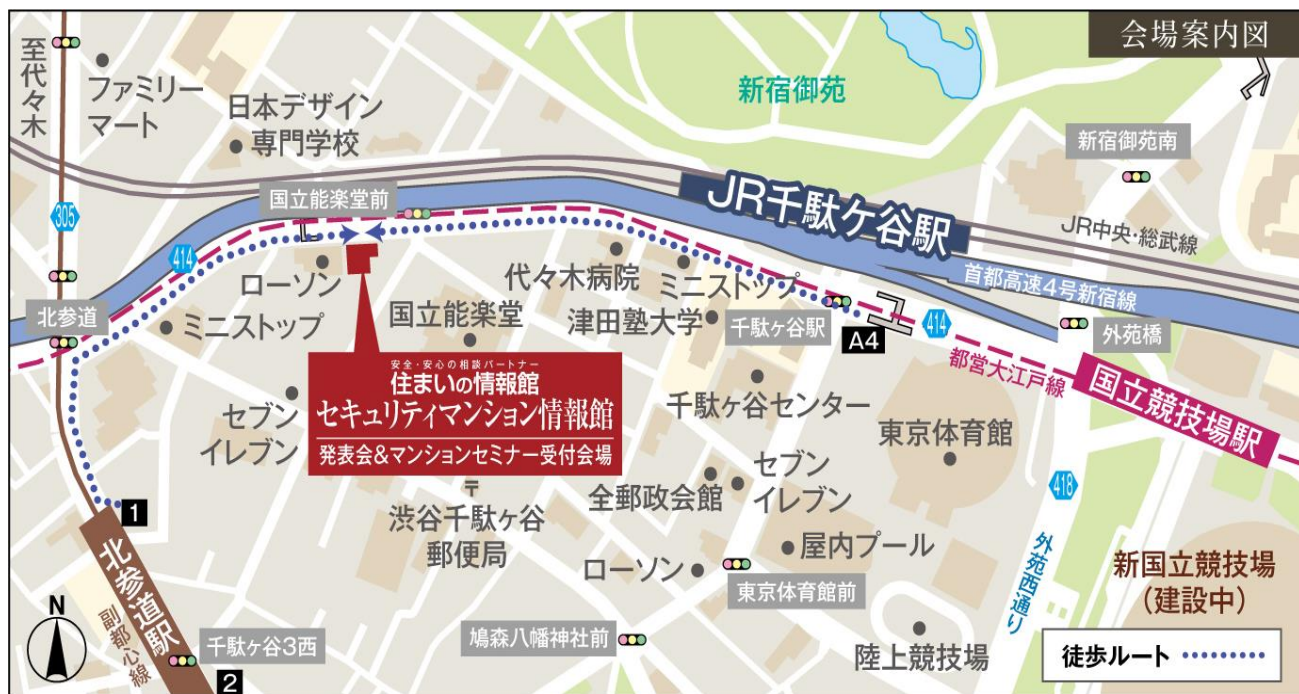 会場案内図
至代々木
ファミリー
マート
日本デザイン
専門学校
新宿御苑
新宿御苑南
国立能楽堂前
JR千駄ケ谷駅
JR中央・総武線
首都高速4号新宿線
305
414
北参道
ローソン
ミニストップ
国立能楽堂
代々木病院
ミニストップ
津田塾大学
千駄ヶ谷駅
A4
414
外苑橋
都営大江戸線
国立競技場駅
安全・安心の相談パートナー
住まいの情報館
セキュリティマンション情報館
発表会&マンションセミナー受付会場
セブン
イレブン
千駄ヶ谷センター
東京体育館
セブン
イレブン
全郵政会館
418
外苑西通り
〒
渋谷千駄ヶ谷
郵便局
1
北参道駅
副都心線
ローソン
屋内プール
東京体育館前
新国立競技場
(建設中)
N
千駄ヶ谷3西
2
鳩森八幡神社前
陸上競技場
徒歩ルート